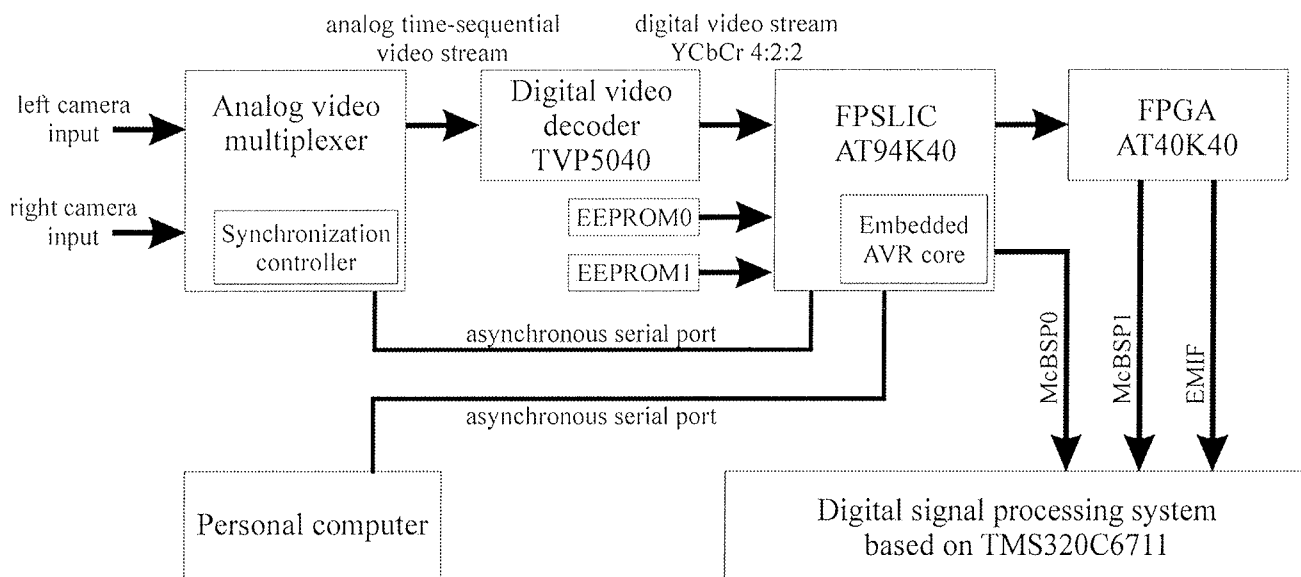 analog time-sequential
video stream
digital video stream
YCbCr 4:2:2
left camera
input
right camera
input
Analog video
multiplexer
Synchronization
controller
Digital video
decoder
TVP5040
EEPROM0
EEPROM1
FPSLIC
AT94K40
Embedded
AVR core
FPGA
AT40K40
asynchronous serial port
asynchronous serial port
McBSP0
McBSP1
EMIF
Personal computer
Digital signal processing system
based on TMS320C6711